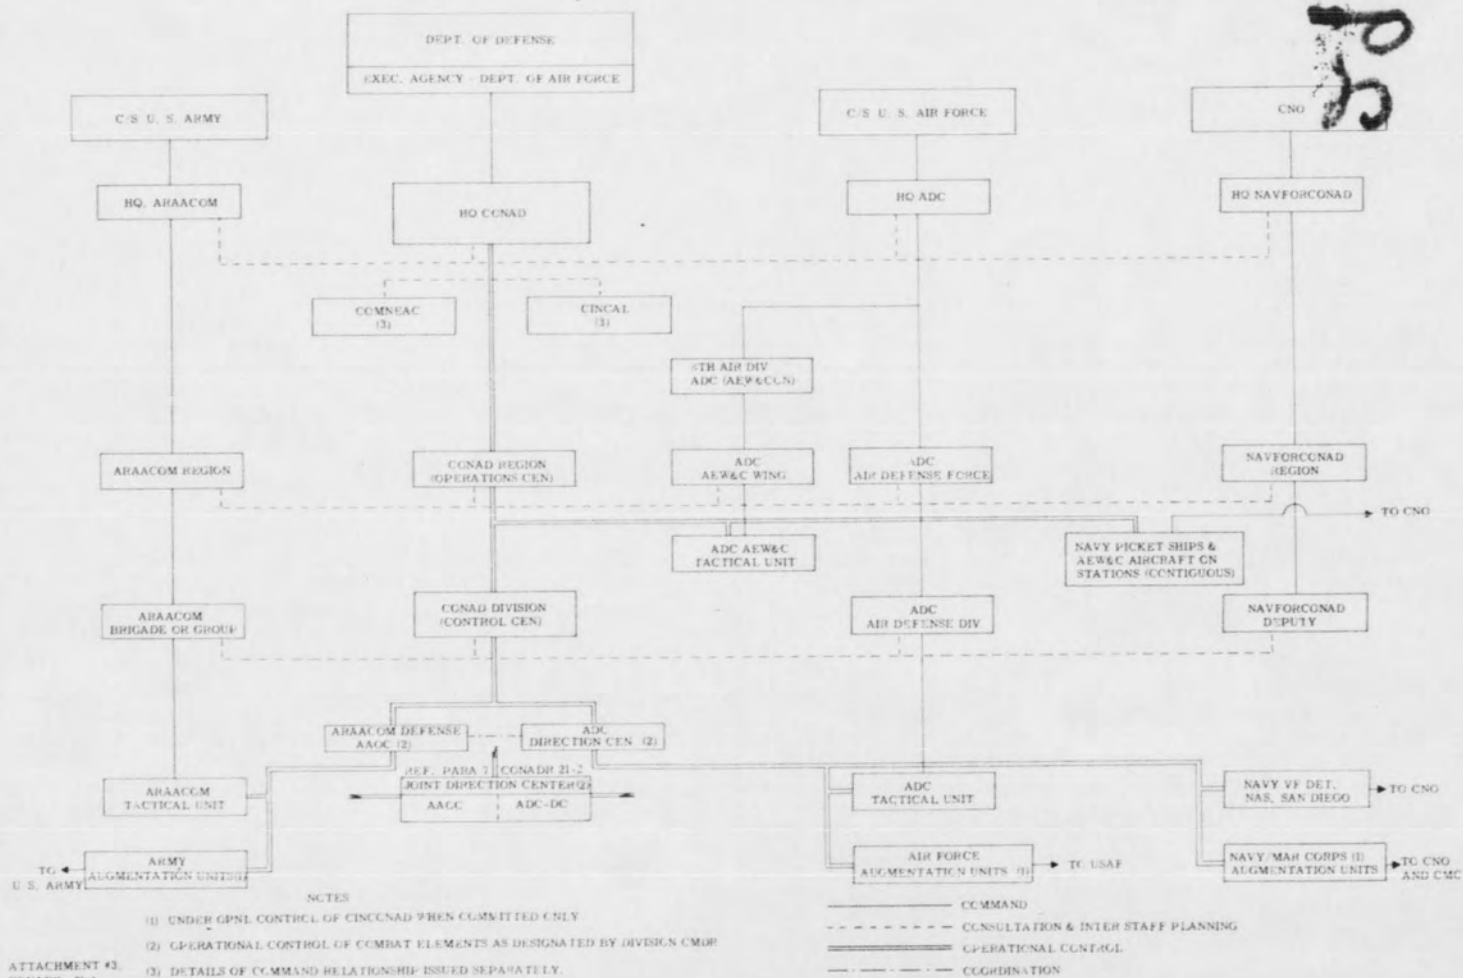 DEPT. OF DEFENSE
EXEC. AGENCY - DEPT. OF AIR FORCE
C/S U. S. ARMY
C/S U. S. AIR FORCE
CNO
HQ. ARAACOM
HQ CONAD
HQ ADC
HQ NAVFORCONAD
COMNEAC
(3)
CINCAL
(3)
8TH AIR DIV
ADC (AEW&CON)
ARAACOM REGION
CONAD REGION
(OPERATIONS CEN)
ADC
AEW&C WING
ADC
AIR DEFENSE FORCE
NAVFORCONAD
REGION
TO CNO
ADC AEW&C
TACTICAL UNIT
NAVY PICKET SHIPS &
AEW&C AIRCRAFT ON
STATIONS (CONTIGUOUS)
ARAACOM
BRIGADE OR GROUP
CONAD DIVISION
(CONTROL CEN)
ADC
AIR DEFENSE DIV
NAVFORCONAD
DEPUTY
ARAACOM DEFENSE
AAOC (2)
ADC
DIRECTION CEN (2)
REF. PARA 7 CONADR 21-2
JOINT DIRECTION CENTER(2)
AAOC ADC-DC
ARAACOM
TACTICAL UNIT
ADC
TACTICAL UNIT
NAVY VF DET.
NAS, SAN DIEGO
TO CNO
TO
U. S. ARMY
ARMY
AUGMENTATION UNITS(1)
AIR FORCE
AUGMENTATION UNITS (1)
TO USAF
NAVY/MAR CORPS (1)
AUGMENTATION UNITS
TO CNO
AND CMC
NOTES
(1) UNDER OPNL CONTROL OF CINCCNAD WHEN COMMITTED ONLY
(2) OPERATIONAL CONTROL OF COMBAT ELEMENTS AS DESIGNATED BY DIVISION CMDR
(3) DETAILS OF COMMAND RELATIONSHIP ISSUED SEPARATELY.
COMMAND
CONSULTATION & INTER STAFF PLANNING
OPERATIONAL CONTROL
COORDINATION
ATTACHMENT #3.